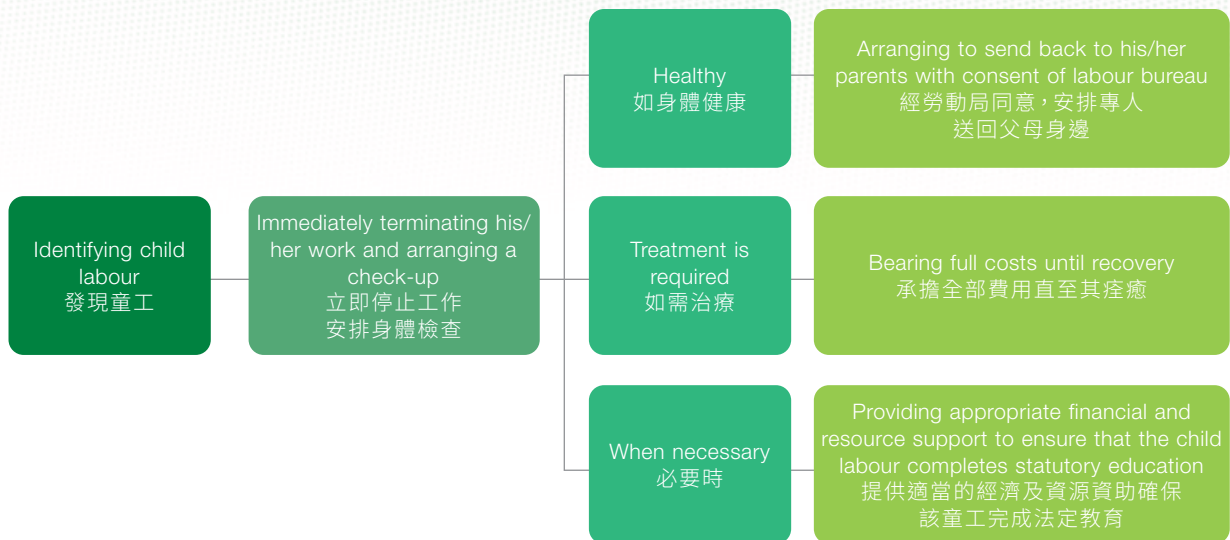 Identifying child
labour
發現童工
Immediately terminating his/
her work and arranging a
check-up
立即停止工作
安排身體檢查
Healthy
如身體健康
Arranging to send back to his/her
parents with consent of labour bureau
經勞動局同意，安排專人
送回父母身邊
Treatment is
required
如需治療
Bearing full costs until recovery
承擔全部費用直至其痊癒
When necessary
必要時
Providing appropriate financial and
resource support to ensure that the child
labour completes statutory education
提供適當的經濟及資源資助確保
該童工完成法定教育